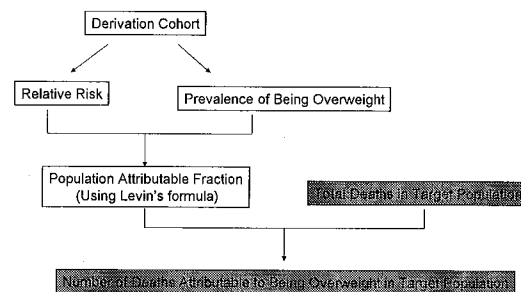 Derivation Cohort
Relative Risk
Prevalence of Being Overweight
Population Attributable Fraction
(Using Levin's formula)
Total Deaths in Target Population
Number of Deaths Attributable to Being Overweight in Target Population